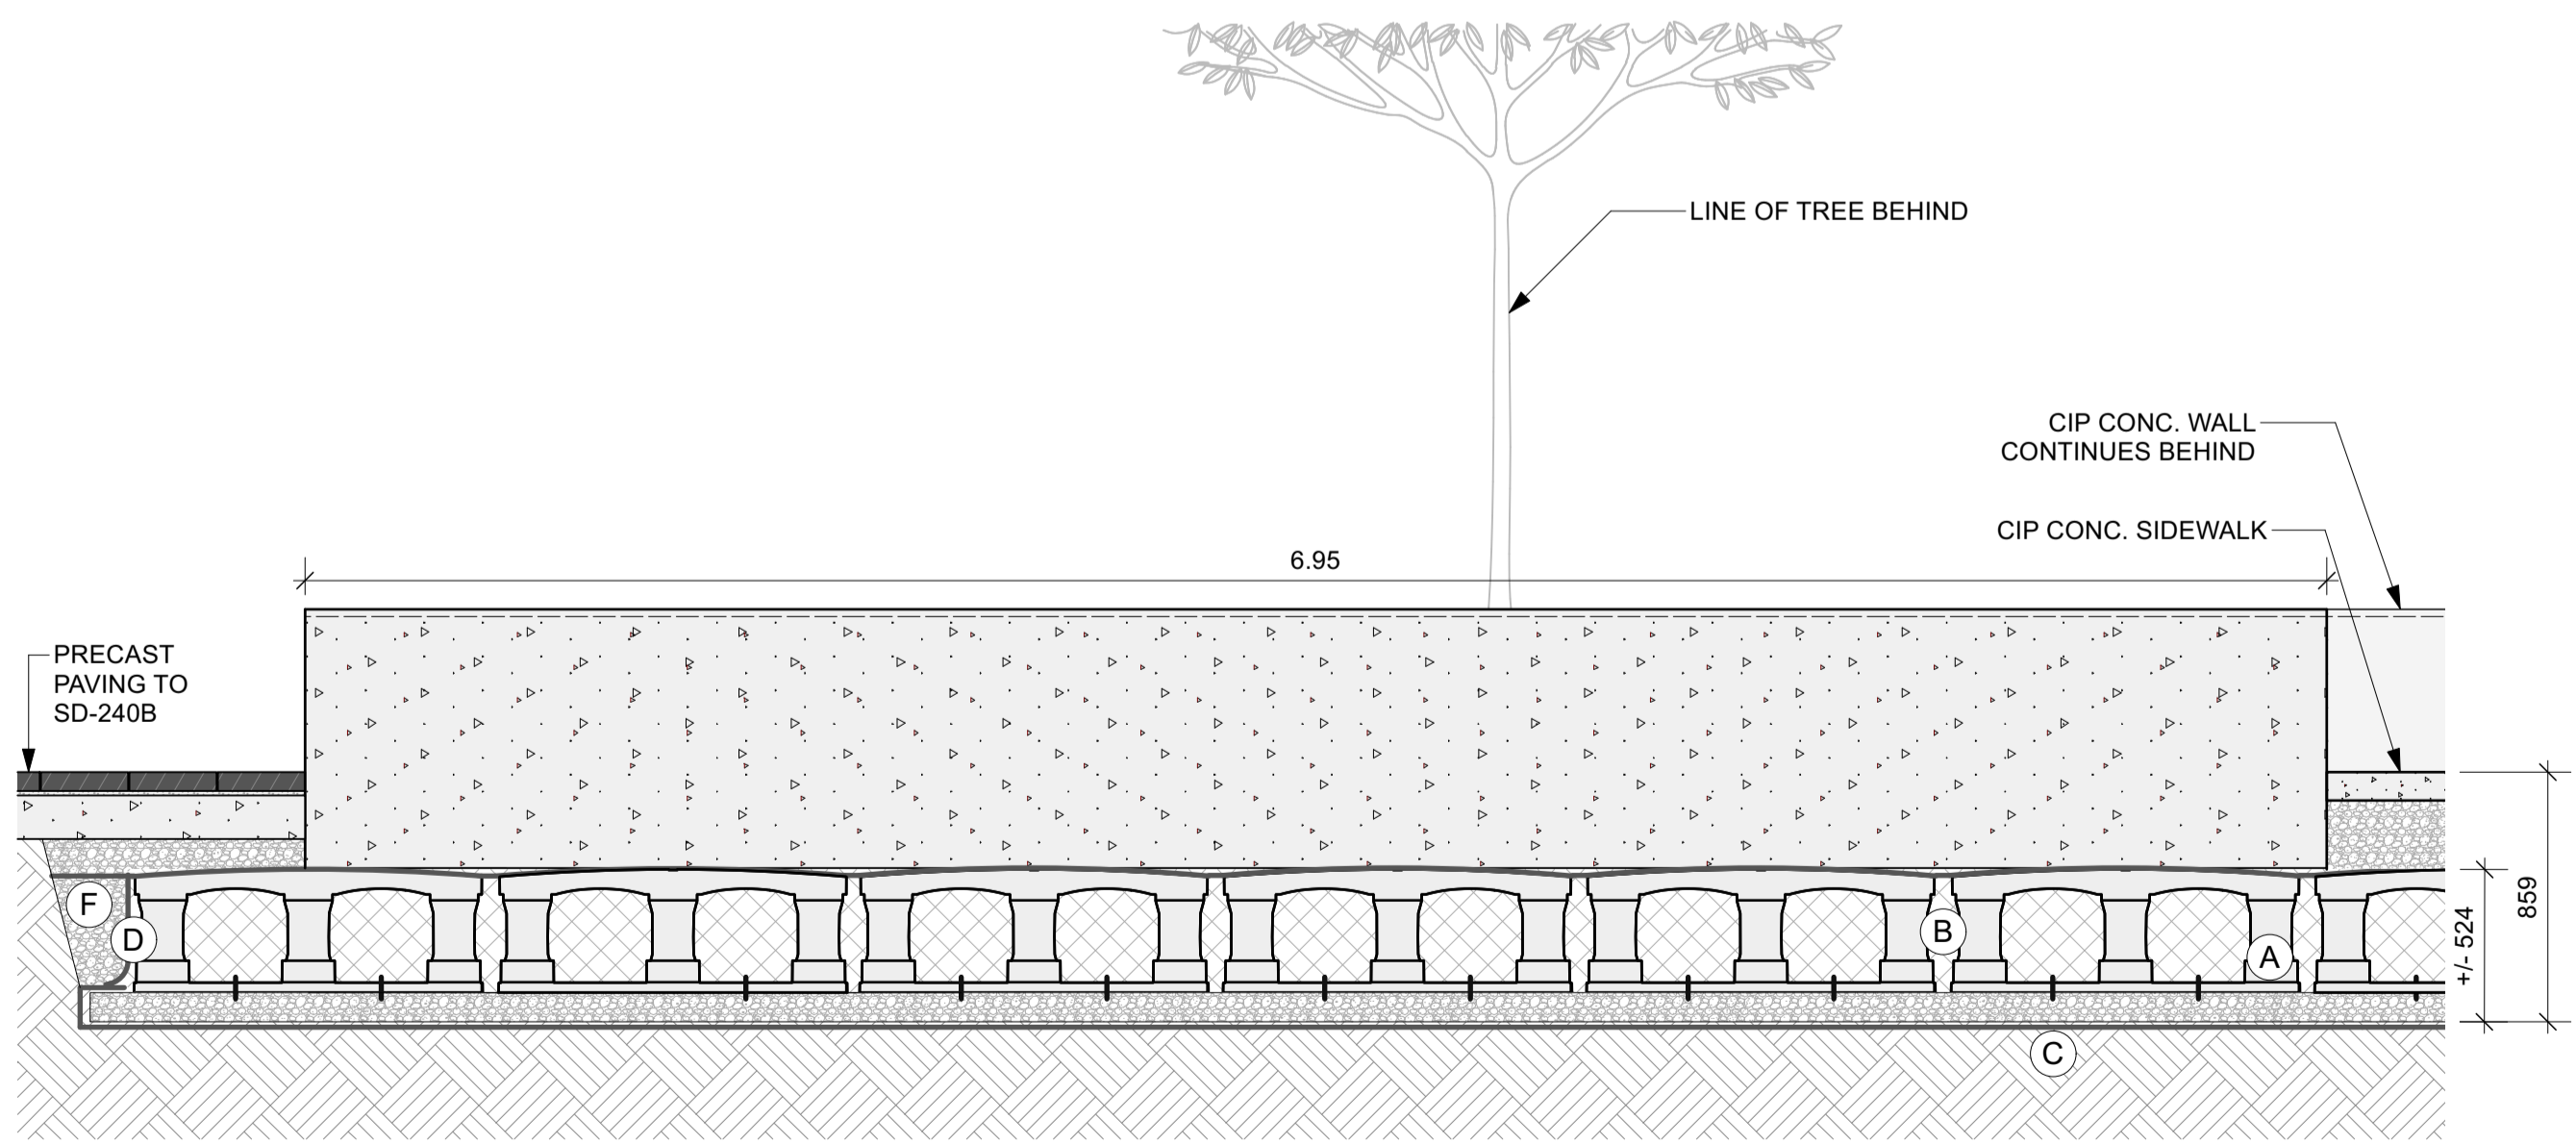 LINE OF TREE BEHIND
CIP CONC. WALL
CONTINUES BEHIND
CIP CONC. SIDEWALK
6.95
PRECAST
PAVING TO
SD-240B
F
D
B
A
C
+/- 524
859